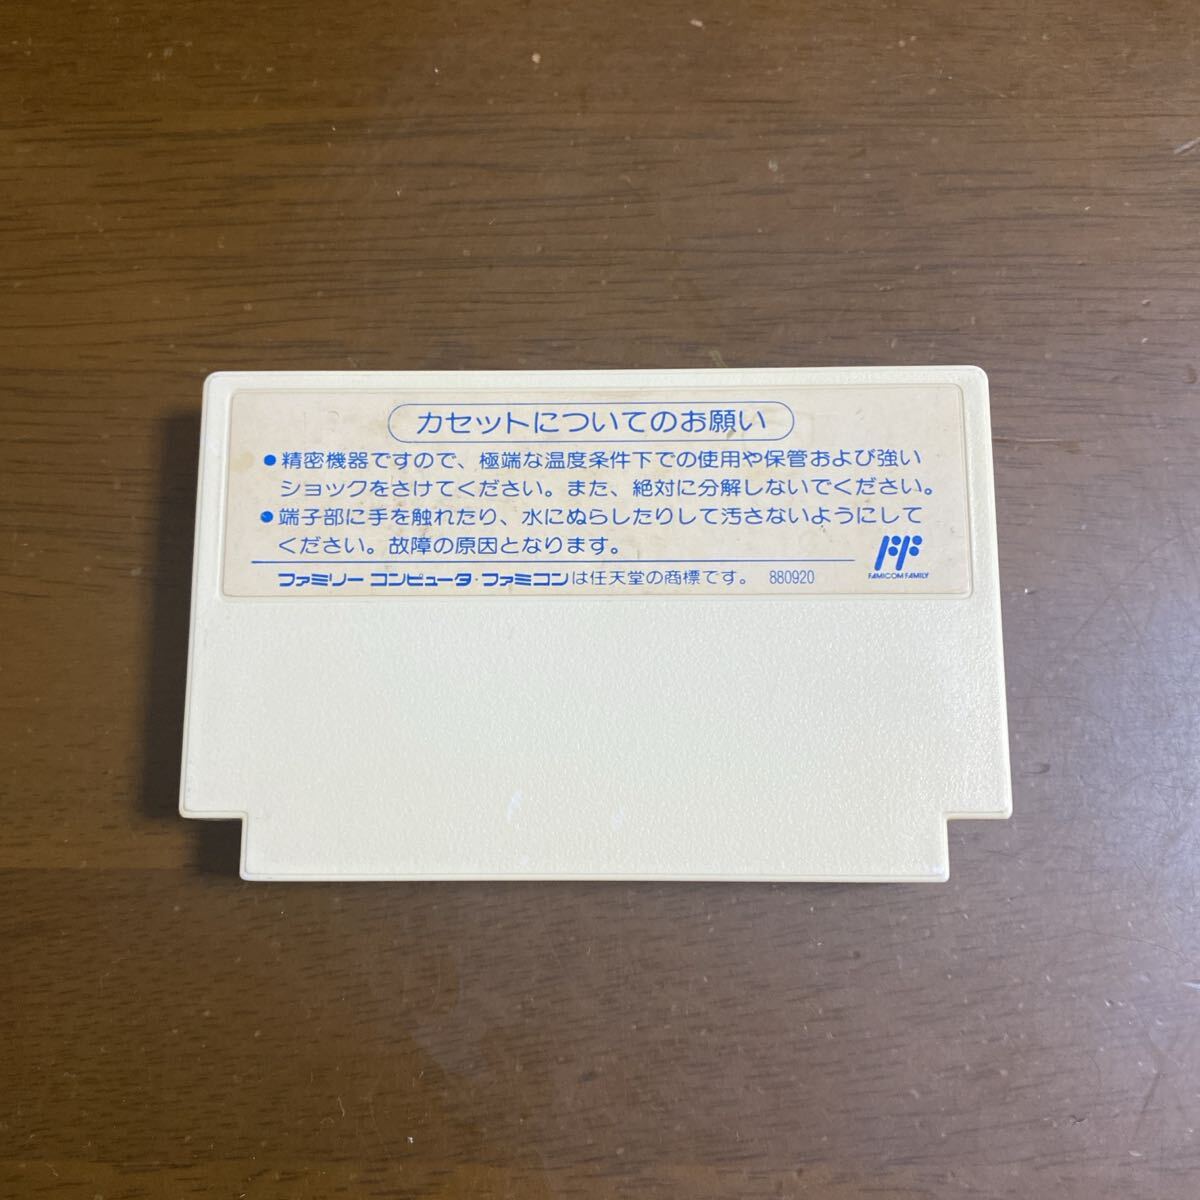 カセットについてのお願い
●精密機器ですので、極端な温度条件下での使用や保管および強い
ショックをさけてください。また、絶対に分解しないでください。
●端子部に手を触れたり、水にぬらしたりして汚さないようにして
ください。故障の原因となります。
FAMICOM FAMILY
ファミリー コンピュータ・ファミコンは任天堂の商標です。 880920